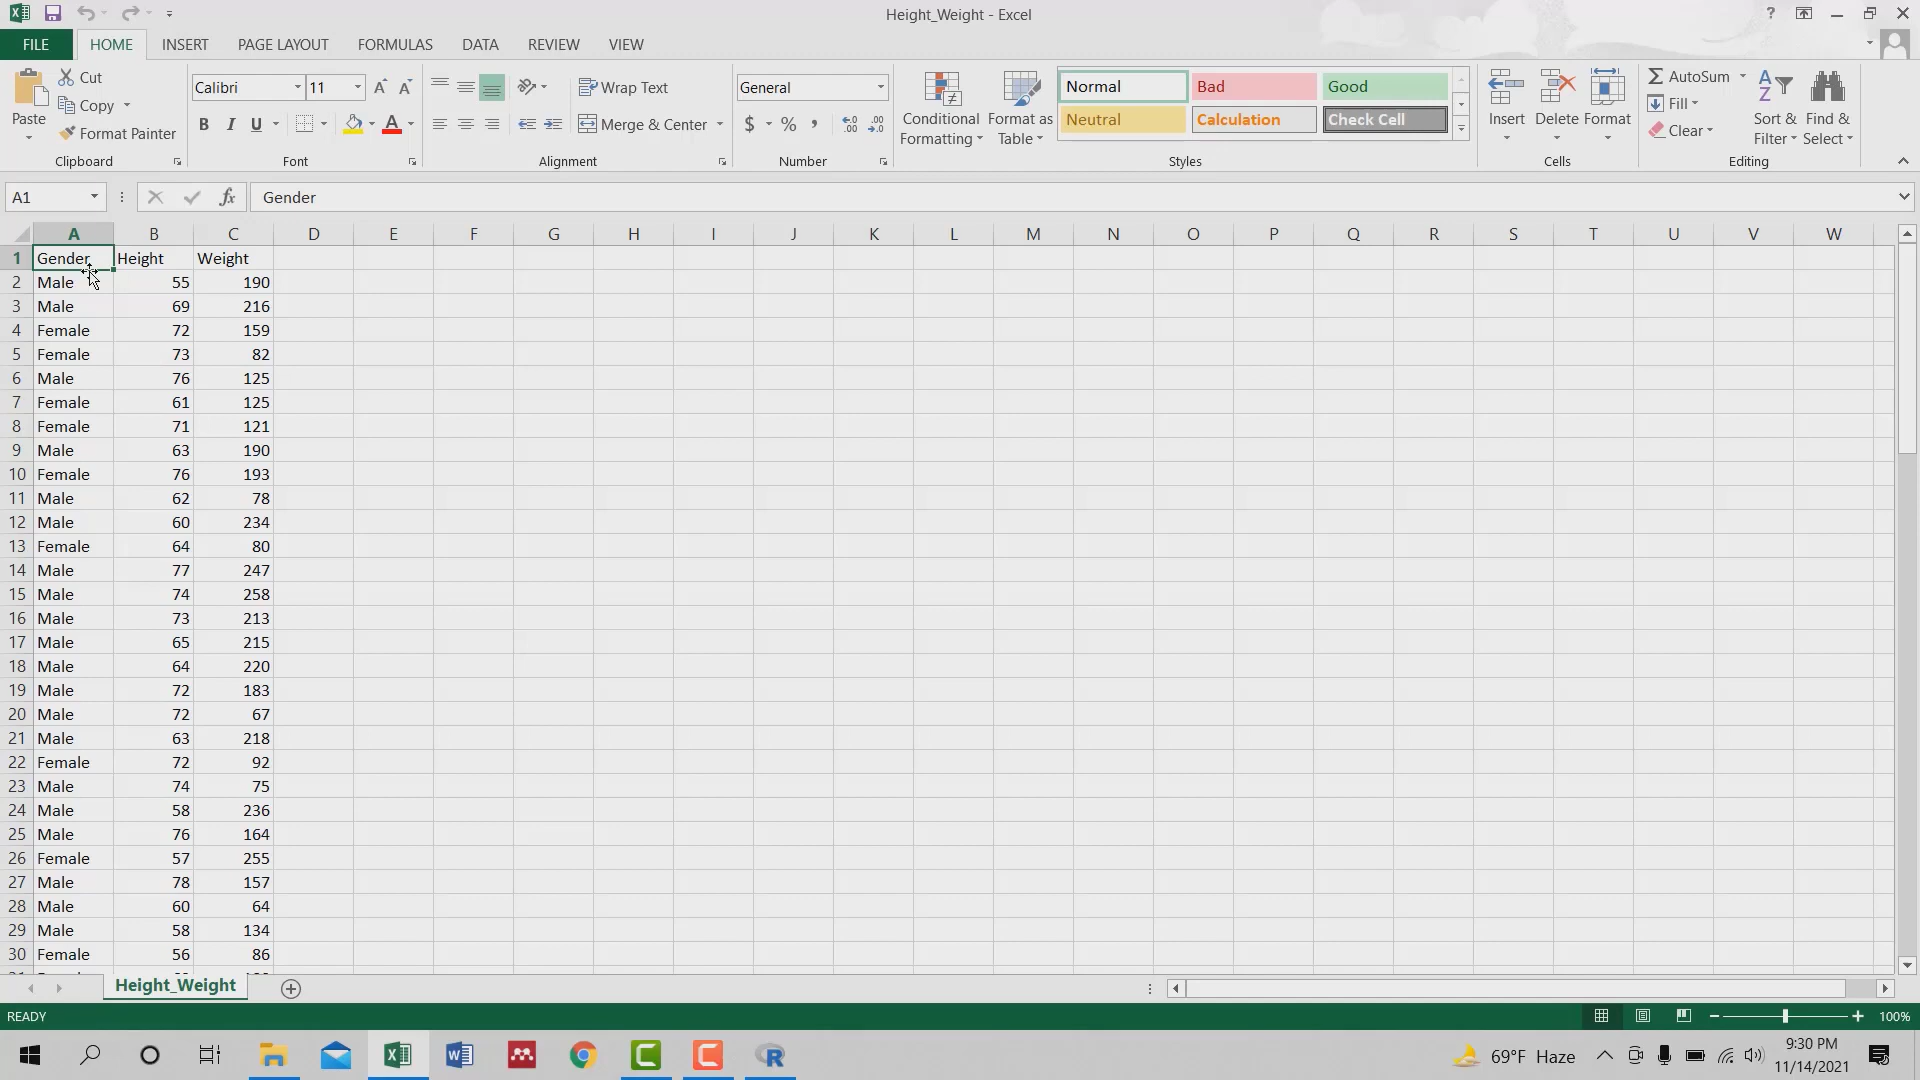 Height_Weight - Excel
?
FILE HOME INSERT PAGE LAYOUT FORMULAS DATA REVIEW VIEW
Paste
Cut
Copy
Format Painter
Clipboard
Calibri 11 A A
B I U A
Font
Wrap Text
Merge & Center
Alignment
General
$ % ,
Number
Conditional Formatting
Format as Table
Normal Bad Good
Neutral Calculation Check Cell
Styles
Insert Delete Format
Cells
AutoSum
Fill
Clear
Sort & Filter
Find & Select
Editing
A1 fx Gender
A B C D E F G H I J K L M N O P Q R S T U V W
1 Gender Height Weight
2 Male 55 190
3 Male 69 216
4 Female 72 159
5 Female 73 82
6 Male 76 125
7 Female 61 125
8 Female 71 121
9 Male 63 190
10 Female 76 193
11 Male 62 78
12 Male 60 234
13 Female 64 80
14 Male 77 247
15 Male 74 258
16 Male 73 213
17 Male 65 215
18 Male 64 220
19 Male 72 183
20 Male 72 67
21 Male 63 218
22 Female 72 92
23 Male 74 75
24 Male 58 236
25 Male 76 164
26 Female 57 255
27 Male 78 157
28 Male 60 64
29 Male 58 134
30 Female 56 86
Height_Weight
READY 100%
69°F Haze
9:30 PM
11/14/2021